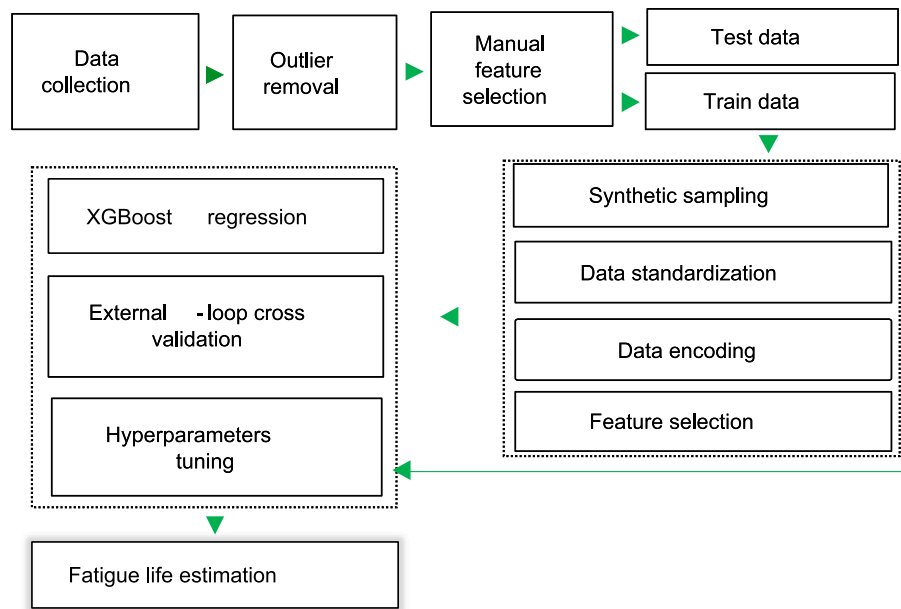 Data
collection
Outlier
removal
Manual
feature
selection
Test data
Train data
Synthetic sampling
Data standardization
Data encoding
Feature selection
XGBoost regression
External -loop cross
validation
Hyperparameters
tuning
Fatigue life estimation